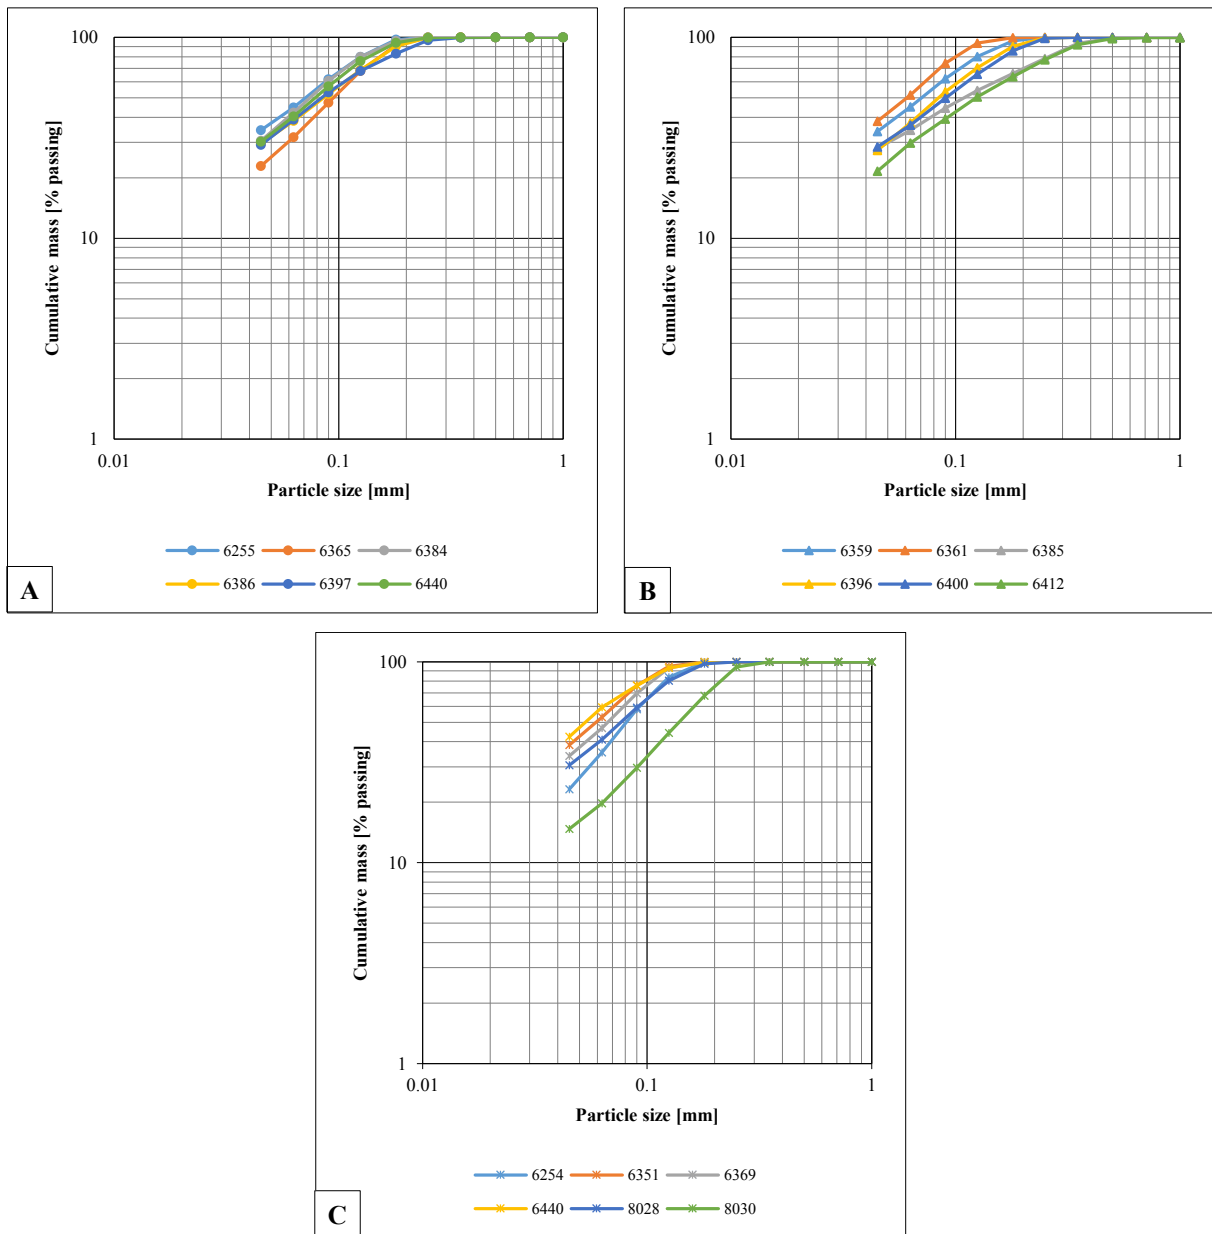 100
10
1
0.01 0.1 1
Cumulative mass [% passing]
Particle size [mm]
6255 6365 6384
6386 6397 6440
A
100
10
1
0.01 0.1 1
Cumulative mass [% passing]
Particle size [mm]
6359 6361 6385
6396 6400 6412
B
100
10
1
0.01 0.1 1
Cumulative mass [% passing]
Particle size [mm]
6254 6351 6369
6440 8028 8030
C